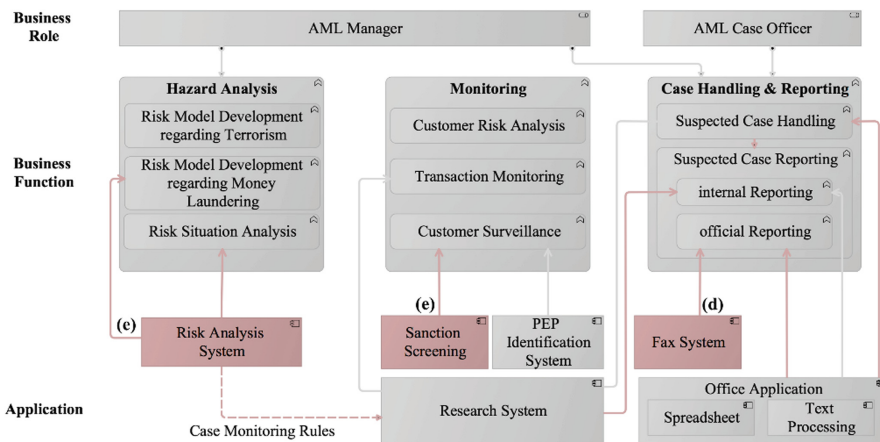 Business
Role
AML Manager
AML Case Officer
Business
Function
Hazard Analysis
Risk Model Development
regarding Terrorism
Risk Model Development
regarding Money
Laundering
Risk Situation Analysis
Monitoring
Customer Risk Analysis
Transaction Monitoring
Customer Surveillance
Case Handling & Reporting
Suspected Case Handling
Suspected Case Reporting
internal Reporting
official Reporting
(e)
Risk Analysis
System
(e)
Sanction
Screening
PEP
Identification
System
(d)
Fax System
Application
Case Monitoring Rules
Research System
Office Application
Spreadsheet
Text
Processing